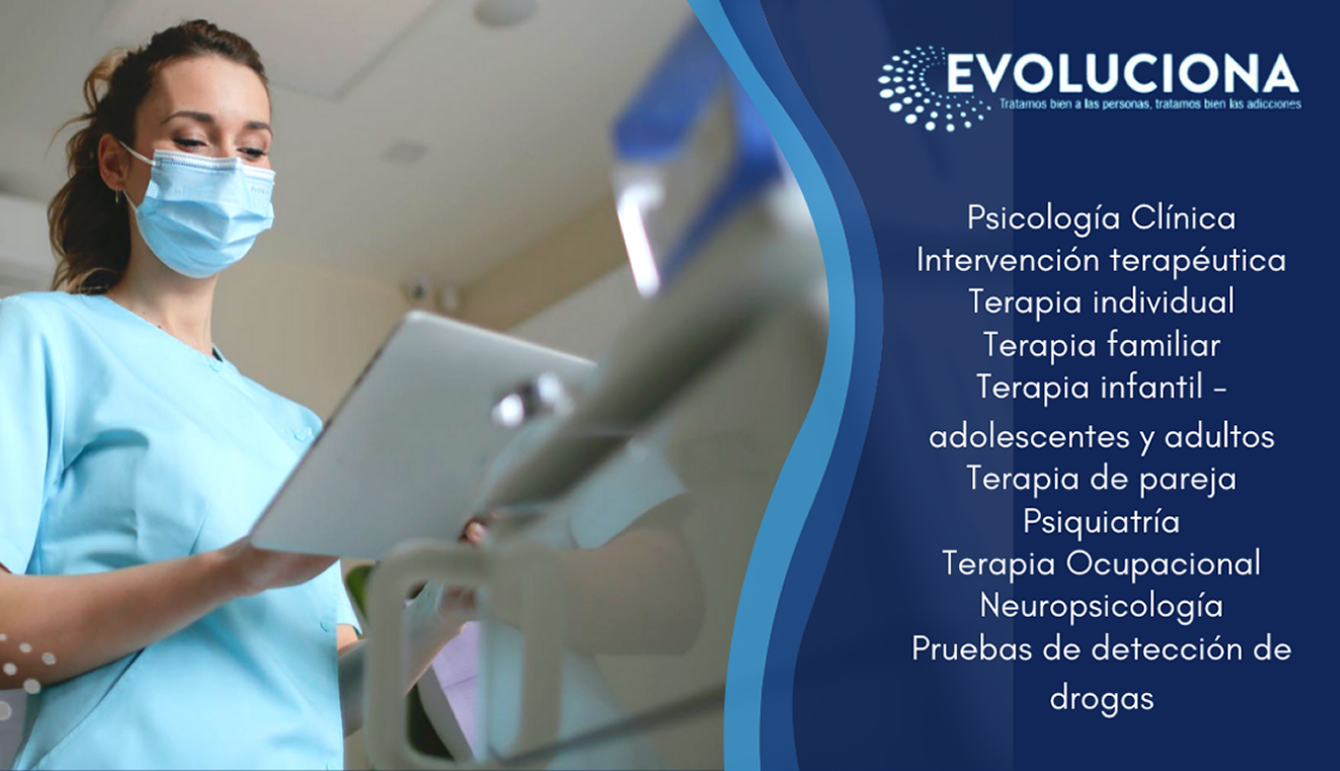 EVOLUCIONA
Tratamos bien a las personas, tratamos bien las adicciones
Psicología Clínica
Intervención terapéutica
Terapia individual
Terapia familiar
Terapia infantil -
adolescentes y adultos
Terapia de pareja
Psiquiatría
Terapia Ocupacional
Neuropsicología
Pruebas de detección de
drogas